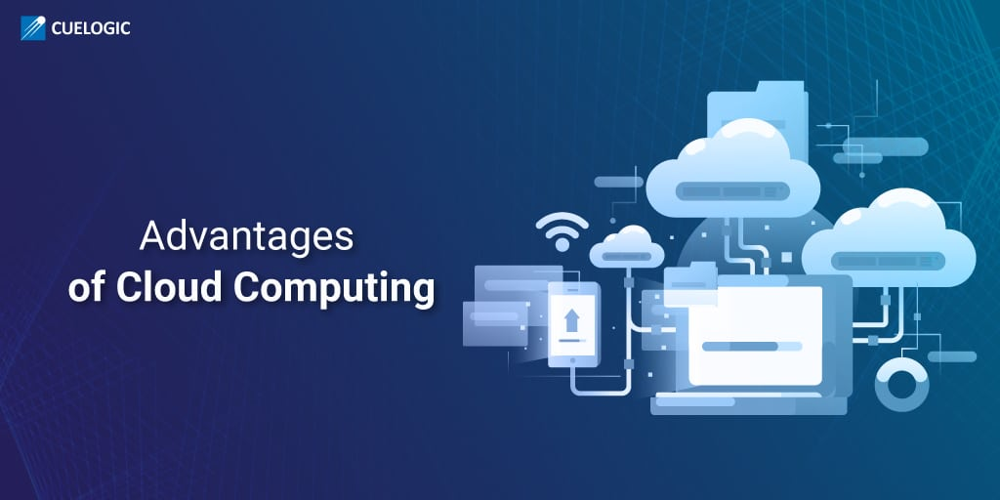 CUELOGIC
Advantages
of Cloud Computing